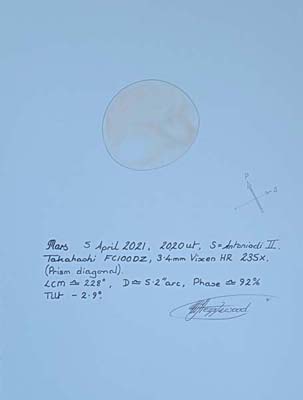 P
S
Mars 5 April 2021, 2020ut, S=Antoniadi II.
Takahashi FC100DZ, 3.4mm Vixen HR 235x.
(Prism diagonal).
LCM ≏ 228°, D≏5.2"arc, Phase ≏ 92%
Tilt - 2.9°.